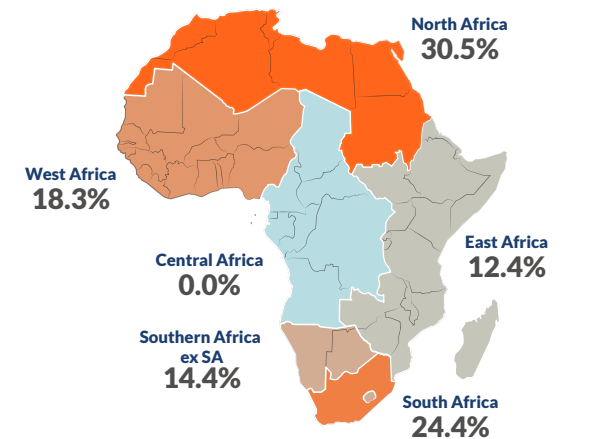 North Africa
30.5%
West Africa
18.3%
East Africa
12.4%
Central Africa
0.0%
Southern Africa
ex SA
14.4%
South Africa
24.4%